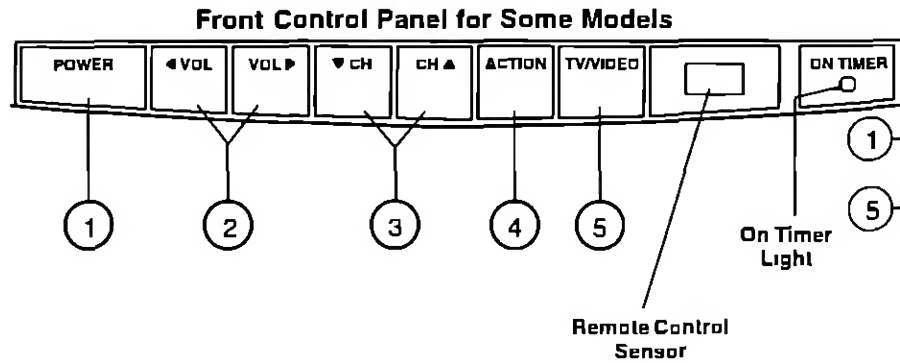 Front Control Panel for Some Models
POWER ◀VOL VOL▶ ▼CH CH▲ ACTION TV/VIDEO ON TIMER
1
1 2 3 4 5 5
On Timer
Light
Remote Control
Sensor